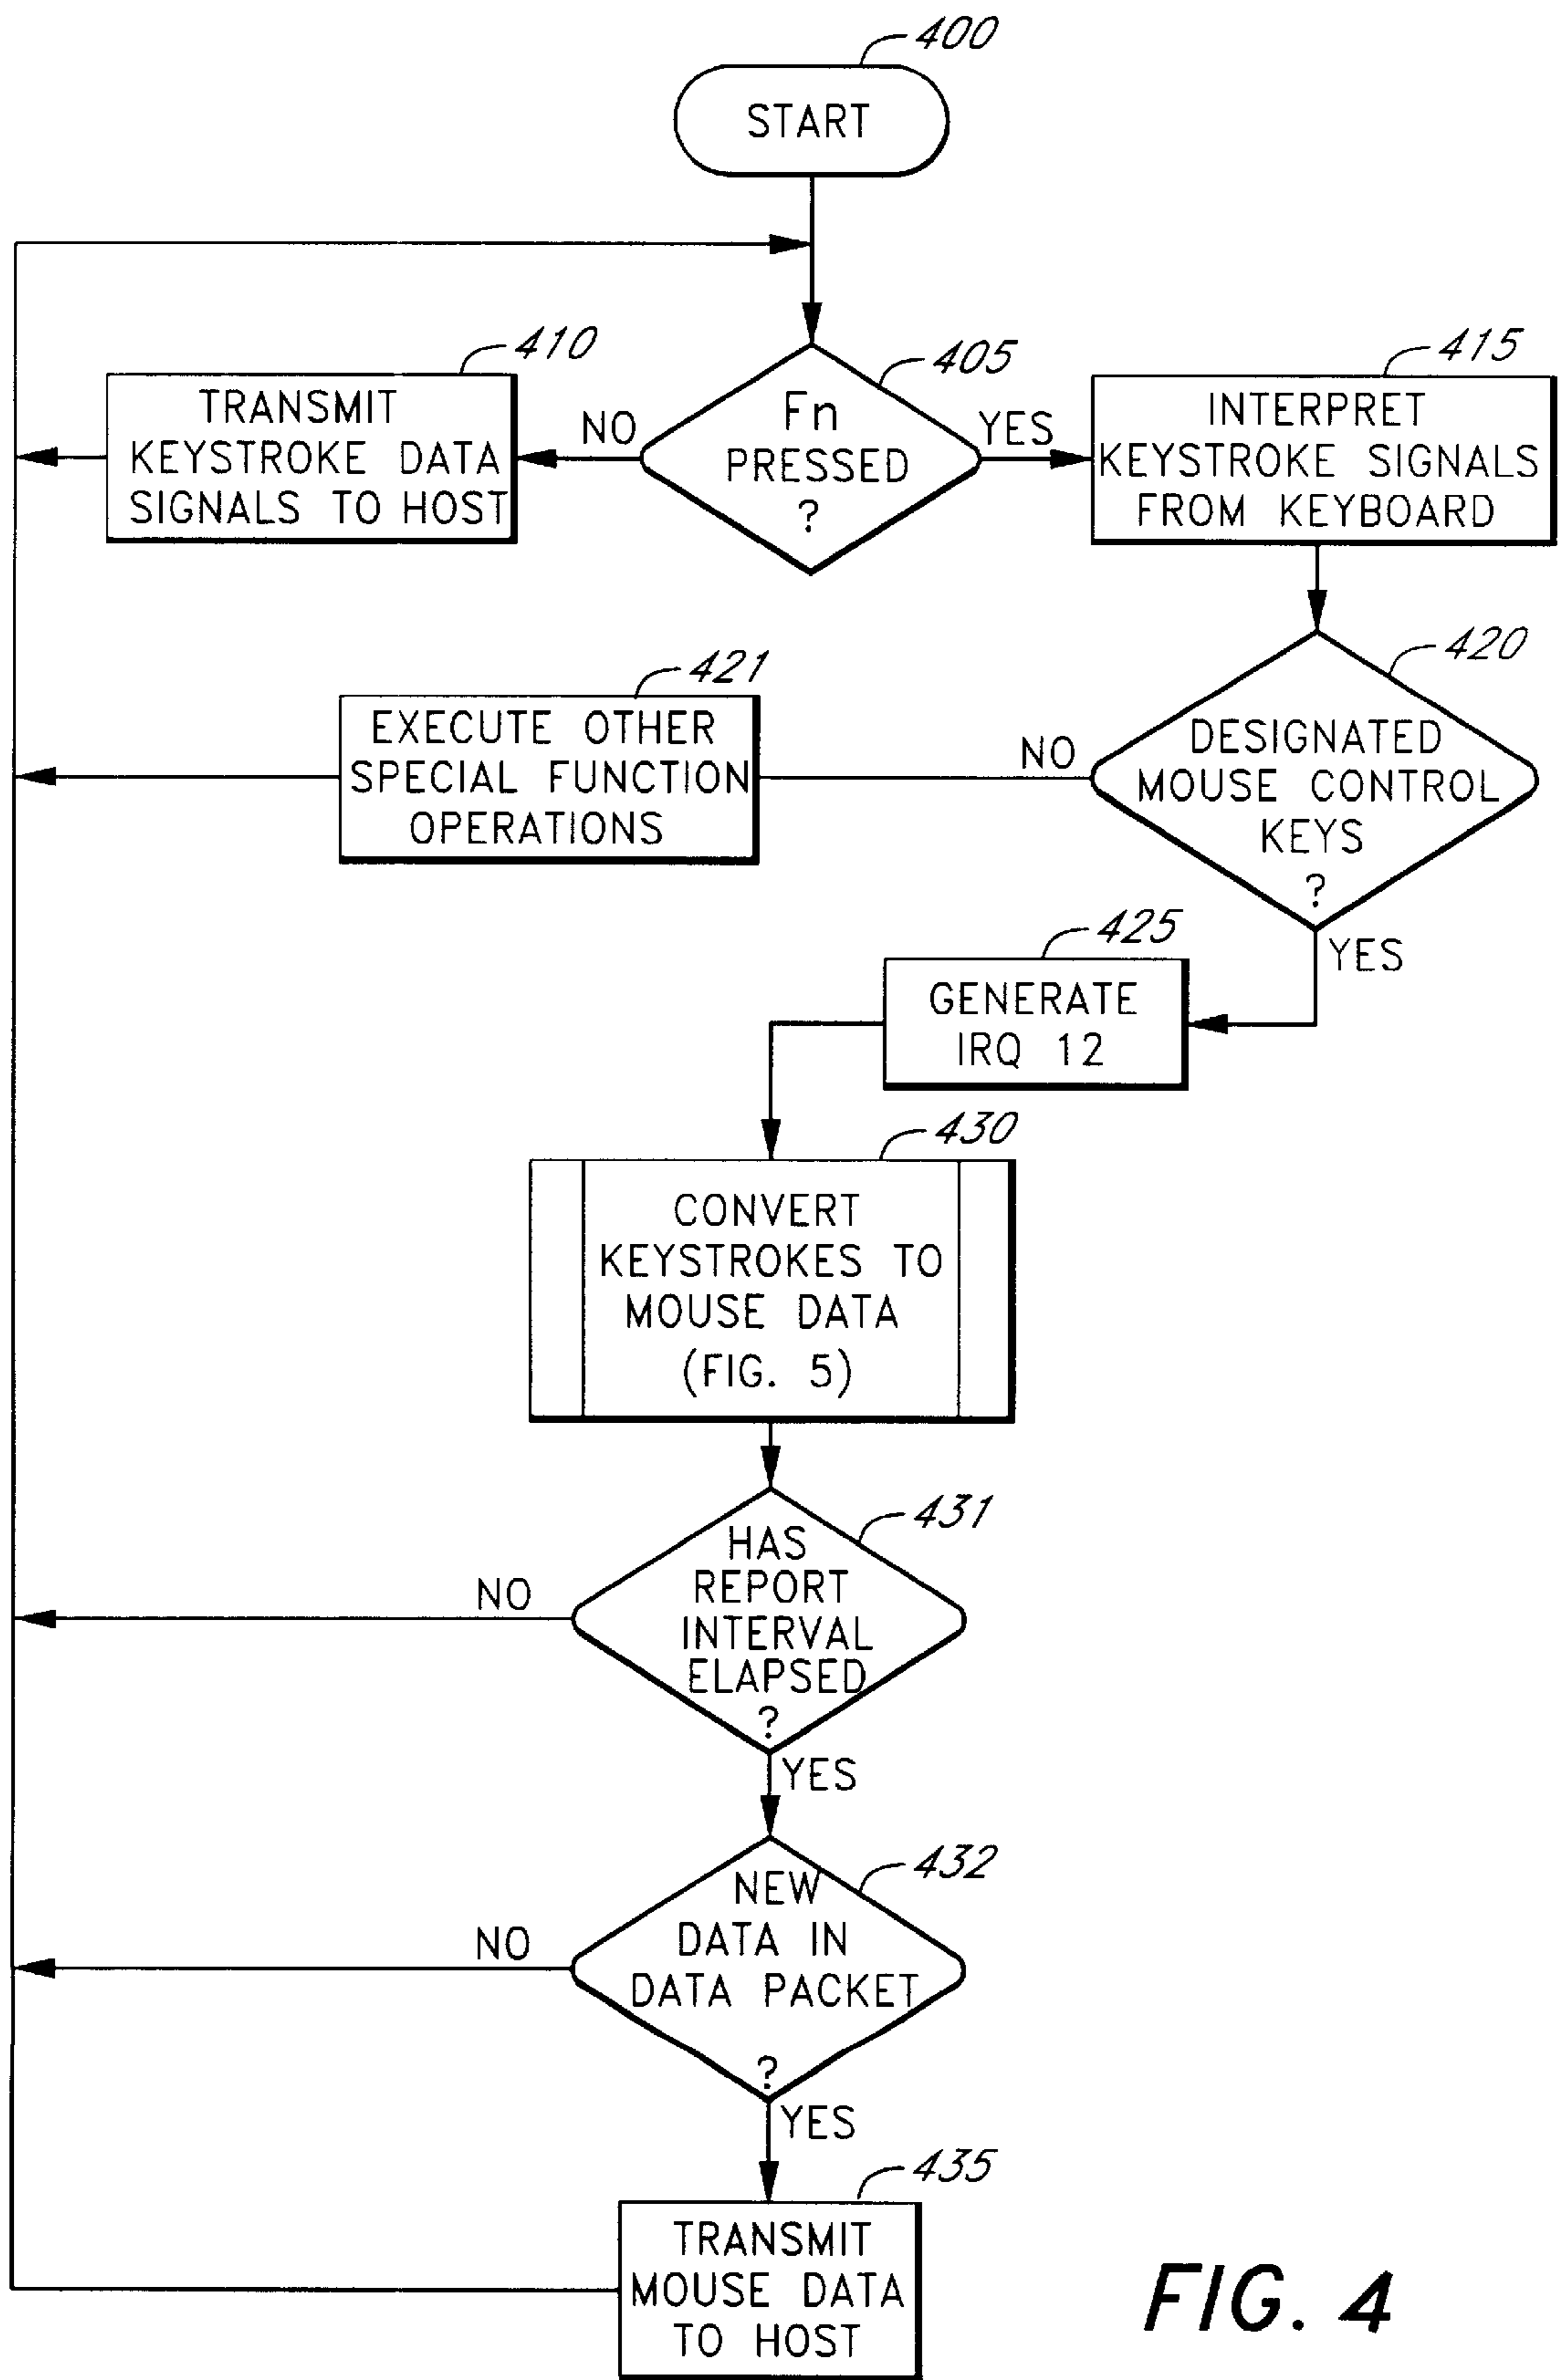 400
START
410
TRANSMIT
KEYSTROKE DATA
SIGNALS TO HOST
NO
405
Fn
PRESSED
?
YES
415
INTERPRET
KEYSTROKE SIGNALS
FROM KEYBOARD
421
EXECUTE OTHER
SPECIAL FUNCTION
OPERATIONS
NO
420
DESIGNATED
MOUSE CONTROL
KEYS
?
YES
425
GENERATE
IRQ 12
430
CONVERT
KEYSTROKES TO
MOUSE DATA
(FIG. 5)
431
HAS
REPORT
INTERVAL
ELAPSED
?
NO
YES
432
NEW
DATA IN
DATA PACKET
?
NO
YES
435
TRANSMIT
MOUSE DATA
TO HOST
FIG. 4